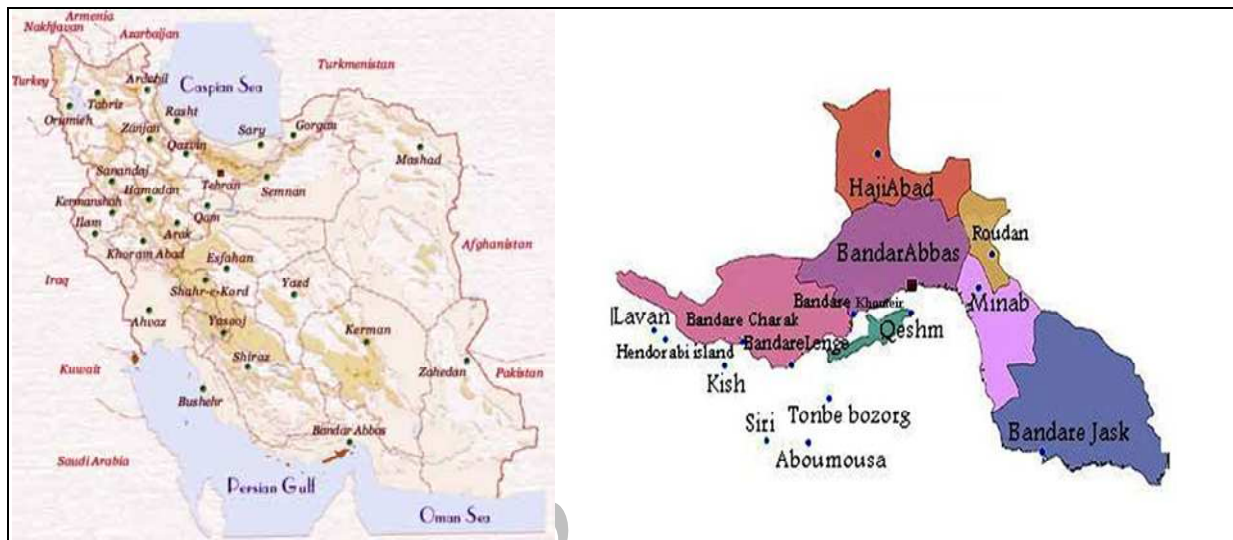 Armenia
Nakhjavan
Azarbaijan
Turkey
Ardebil
Caspian Sea
Turkmenistan
Tabriz
Orumieh
Rasht
Zanjan
Sary
Gorgan
Qazvin
Mashad
Sanandaj
Tehran
Semnan
Hamadan
Kermanshah
Qam
Ilam
Arak
Khoram Abad
Esfahan
Afghanistan
Iraq
Shahr-e-Kord
Yazd
Ahvaz
Yasooj
Kerman
Shiraz
Kuwait
Zahedan
Pakistan
Bushehr
Bandar Abbas
Saudi Arabia
Persian Gulf
Oman Sea
HajiAbad
Roudan
BandarAbbas
Bandare Khomeir
Minab
Lavan
Bandare Charak
Qeshm
Hendorabi island
BandareLenge
Kish
Tonbe bozorg
Siri
Aboumousa
Bandare Jask